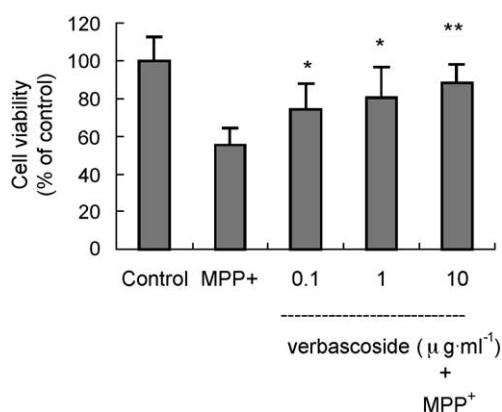 Cell viability
(% of control)
120
100
80
60
40
20
0
*
*
**
Control MPP+ 0.1 1 10
---------------------------
verbascoside (μg·ml⁻¹)
+
MPP⁺